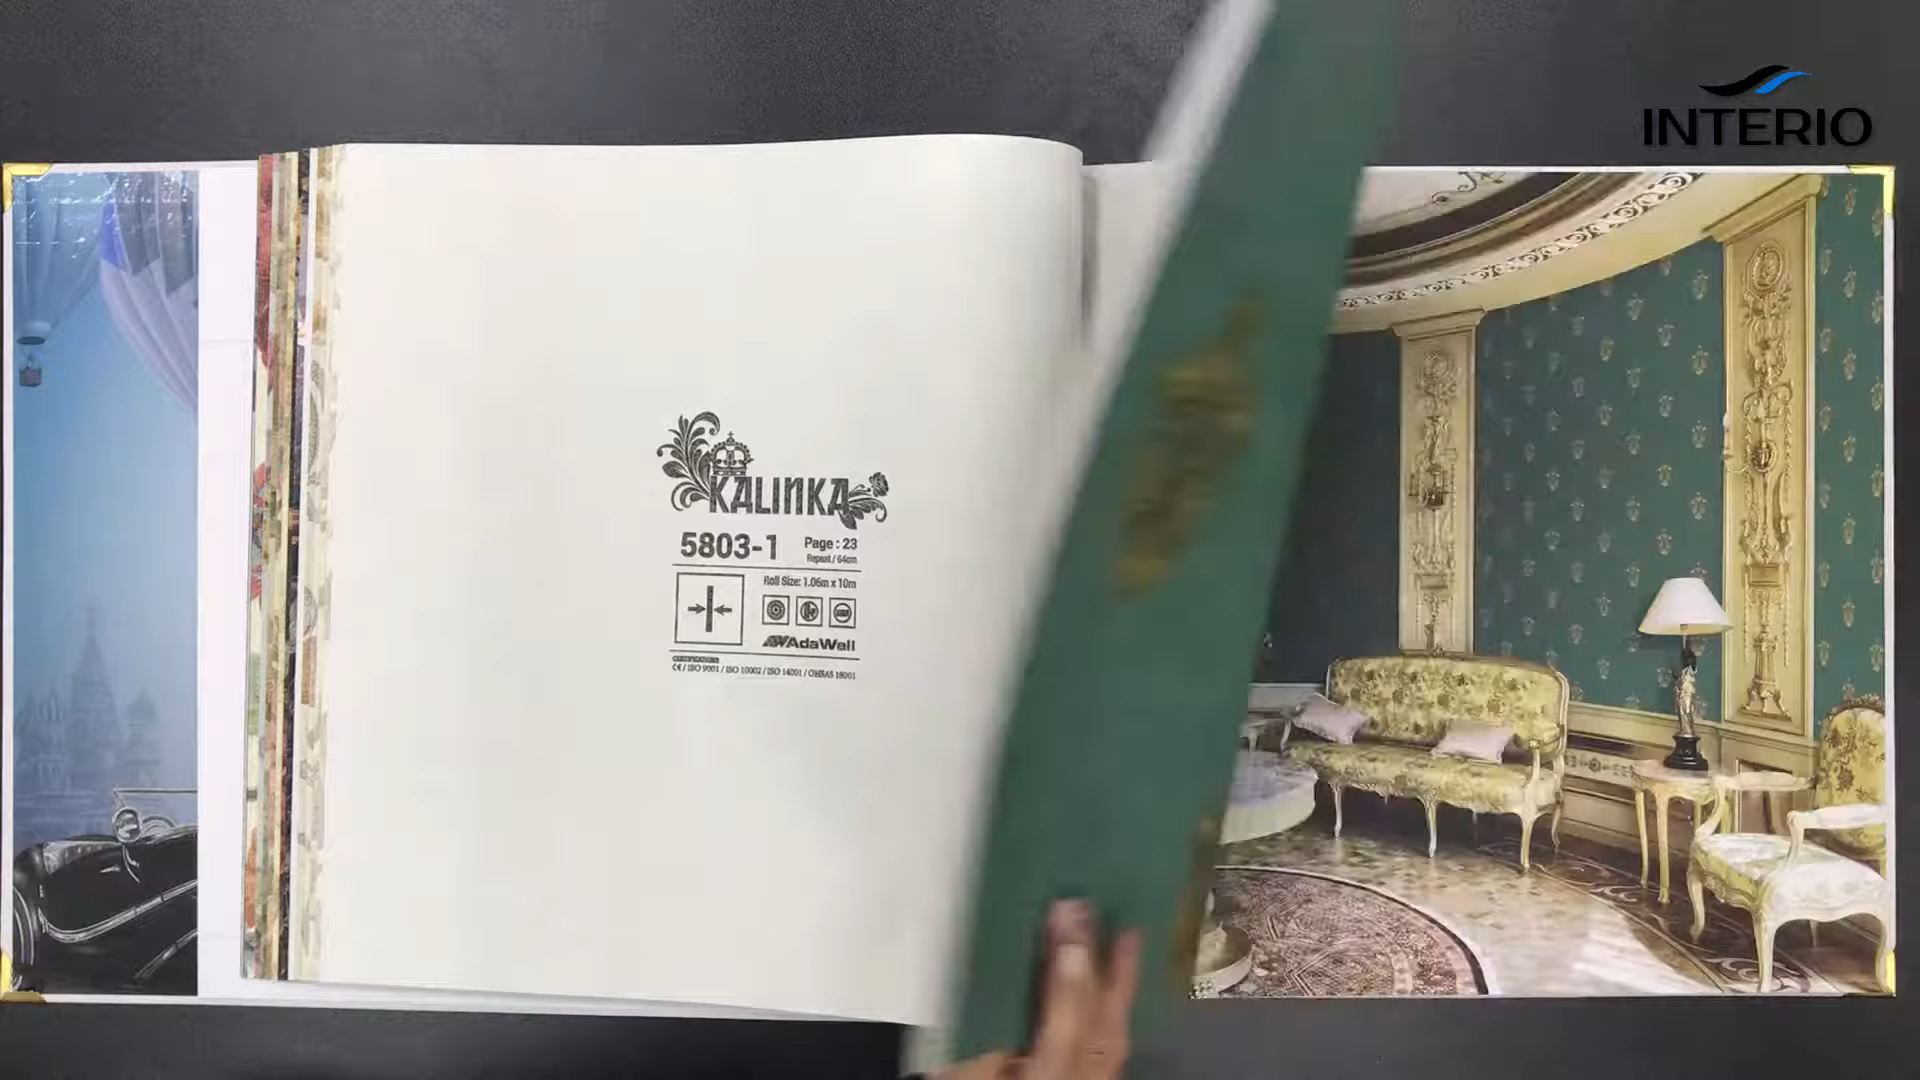 INTERIO
KALINKA
5803-1
Page : 23
Repeat / 64cm
Roll Size: 1.06m x 10m
AdaWall
CERTIFICATIONS
CE / ISO 9001 / ISO 10002 / ISO 14001 / OHSAS 18001